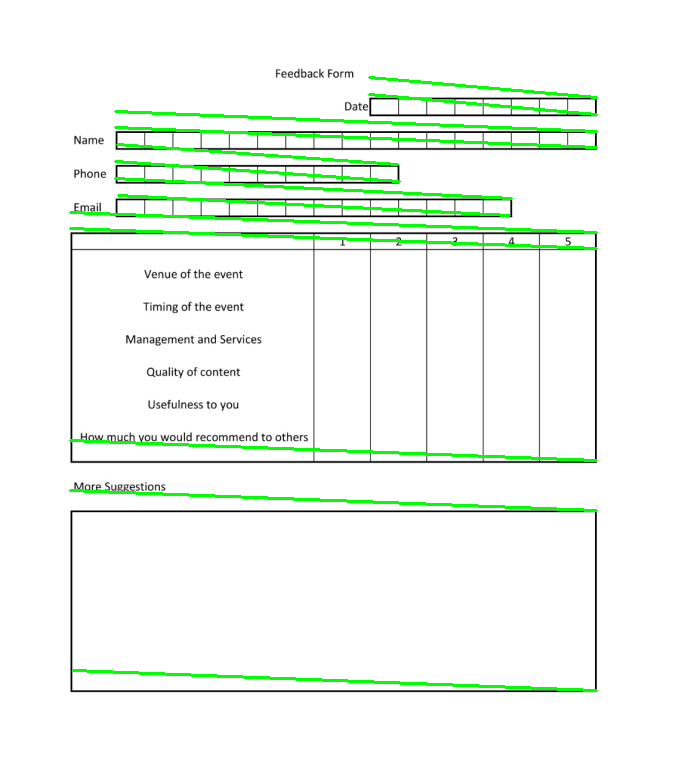 Feedback Form
Date
Name
Phone
Email
1 2 3 4 5
Venue of the event
Timing of the event
Management and Services
Quality of content
Usefulness to you
How much you would recommend to others
More Suggestions